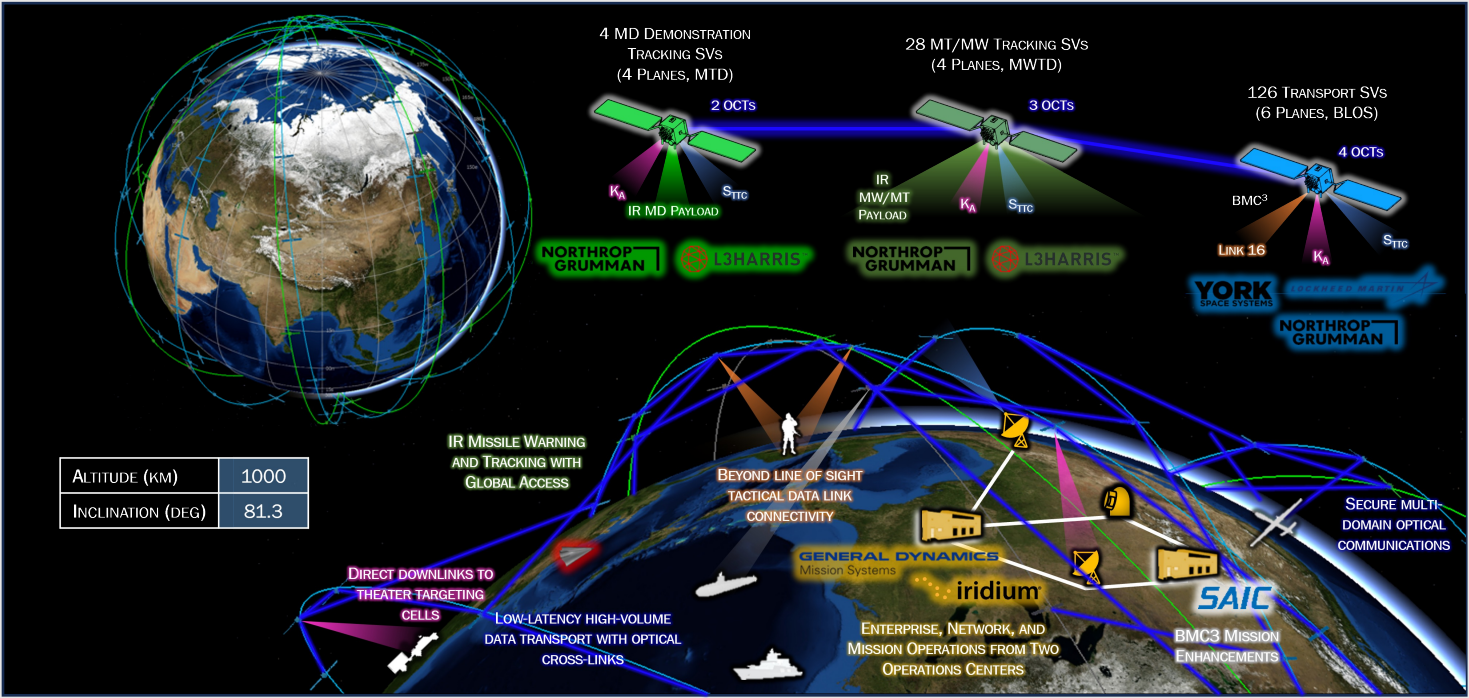 4 MD Demonstration
Tracking SVs
(4 Planes, MTD)
28 MT/MW Tracking SVs
(4 Planes, MWTD)
126 Transport SVs
(6 Planes, BLOS)
2 OCTs
3 OCTs
4 OCTs
KA
IR MD Payload
STTC
IR
MW/MT
Payload
KA
STTC
BMC3
Link 16
KA
STTC
NORTHROP
GRUMMAN
L3HARRIS™
NORTHROP
GRUMMAN
L3HARRIS™
YORK
SPACE SYSTEMS
LOCKHEED MARTIN
NORTHROP
GRUMMAN
Altitude (km) 1000
Inclination (deg) 81.3
IR Missile Warning
and Tracking with
Global Access
Beyond line of sight
tactical data link
connectivity
Secure multi-
domain optical
communications
GENERAL DYNAMICS
Mission Systems
iridium®
SAIC
Direct downlinks to
theater targeting
cells
Low-latency high-volume
data transport with optical
cross-links
Enterprise, Network, and
Mission Operations from Two
Operations Centers
BMC3 Mission
Enhancements